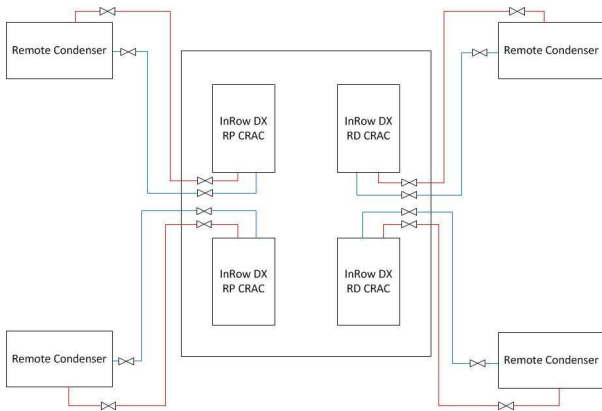 Remote Condenser
Remote Condenser
InRow DX
RP CRAC
InRow DX
RD CRAC
InRow DX
RP CRAC
InRow DX
RD CRAC
Remote Condenser
Remote Condenser